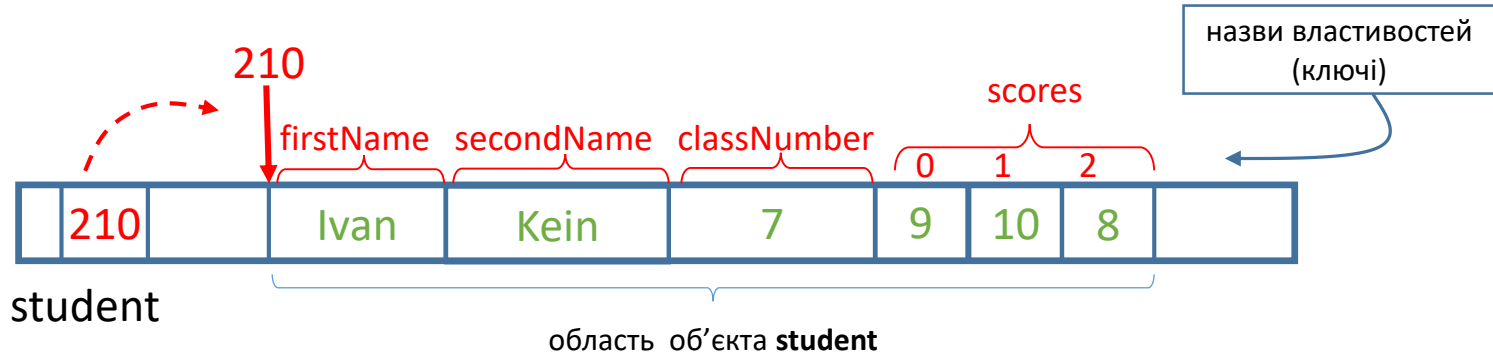 назви властивостей
(ключі)
210
scores
firstName secondName classNumber
0 1 2
210 Ivan Kein 7 9 10 8
student
область об’єкта student